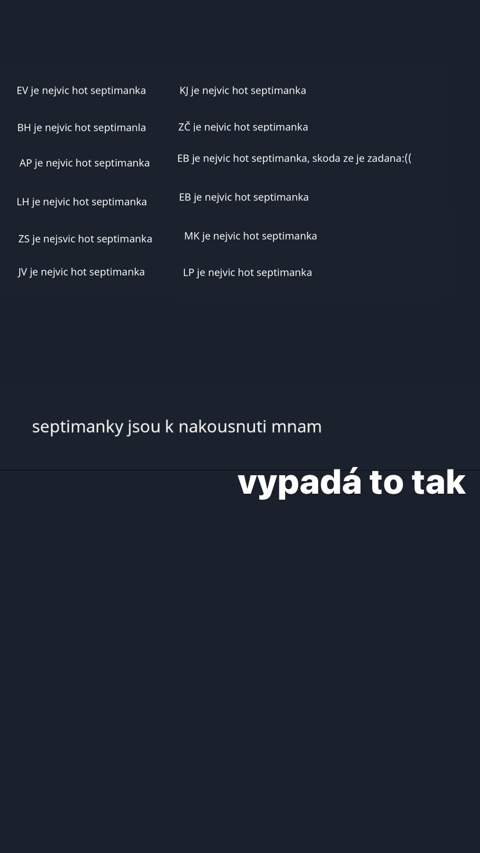 EV je nejvic hot septimanka
BH je nejvic hot septimanla
AP je nejvic hot septimanka
LH je nejvic hot septimanka
ZS je nejsvic hot septimanka
JV je nejvic hot septimanka
KJ je nejvic hot septimanka
ZČ je nejvic hot septimanka
EB je nejvic hot septimanka, skoda ze je zadana:((
EB je nejvic hot septimanka
MK je nejvic hot septimanka
LP je nejvic hot septimanka
septimanky jsou k nakousnuti mnam
vypadá to tak